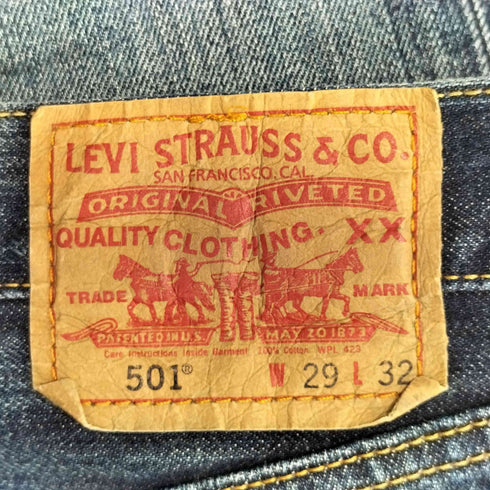 LEVI STRAUSS & CO.
SAN FRANCISCO, CAL.
ORIGINAL RIVETED
QUALITY CLOTHING. XX
TRADE MARK
PATENTED IN U.S. MAY 20 1873
Care Instructions Inside Garment 100% Cotton WPL 423
501® W 29 L 32